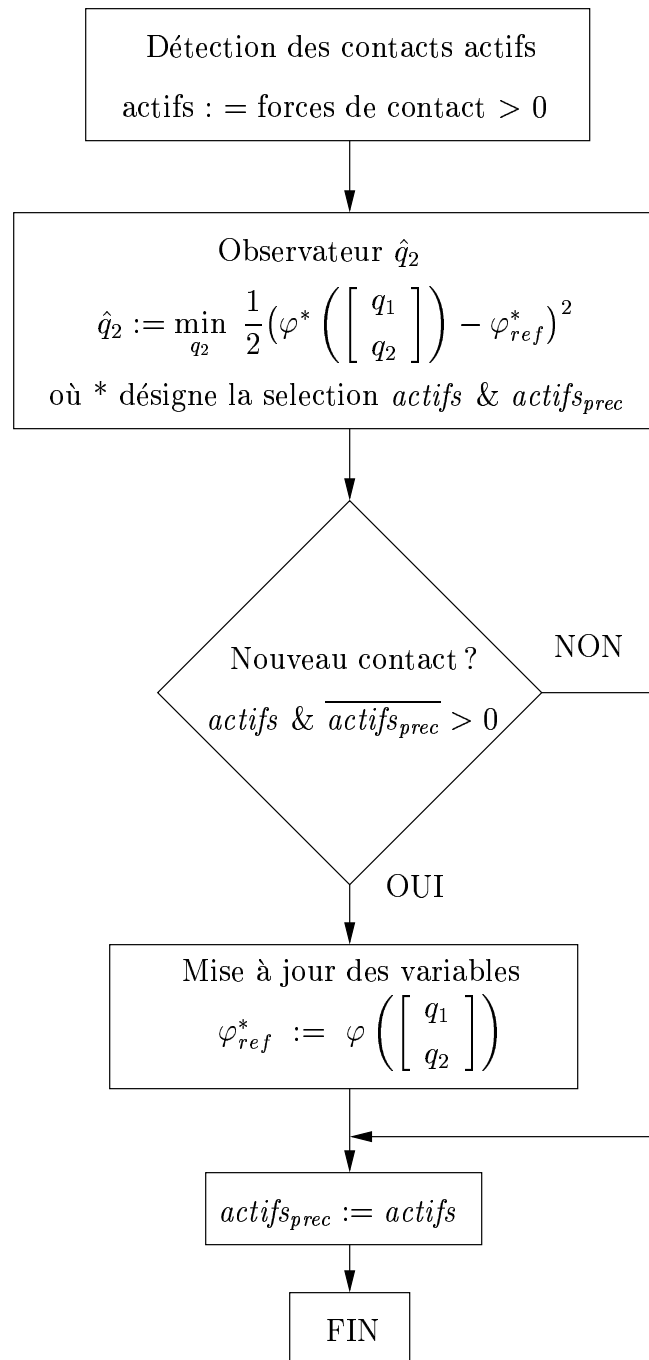 Détection des contacts actifs
actifs : = forces de contact > 0
Observateur q̂₂
q̂₂ := min_{q₂} 1/2 (φ* ([ q₁ q₂ ]) − φ*_{ref})²
où * désigne la selection actifs & actifs_{prec}
Nouveau contact ?
NON
actifs & \overline{actifs_{prec}} > 0
OUI
Mise à jour des variables
φ*_{ref} := φ ([ q₁ q₂ ])
actifs_{prec} := actifs
FIN